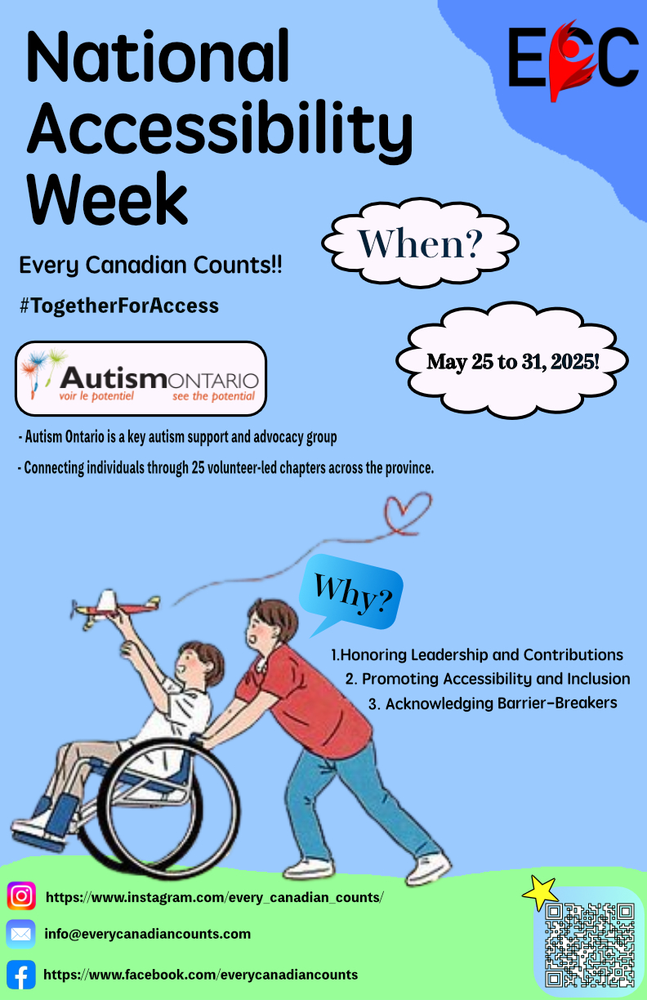 National
Accessibility
Week
ECC
Every Canadian Counts!!
#TogetherForAccess
When?
May 25 to 31, 2025!
AutismONTARIO
voir le potentiel see the potential
- Autism Ontario is a key autism support and advocacy group
- Connecting individuals through 25 volunteer-led chapters across the province.
Why?
1.Honoring Leadership and Contributions
2. Promoting Accessibility and Inclusion
3. Acknowledging Barrier-Breakers
https://www.instagram.com/every_canadian_counts/
info@everycanadiancounts.com
https://www.facebook.com/everycanadiancounts